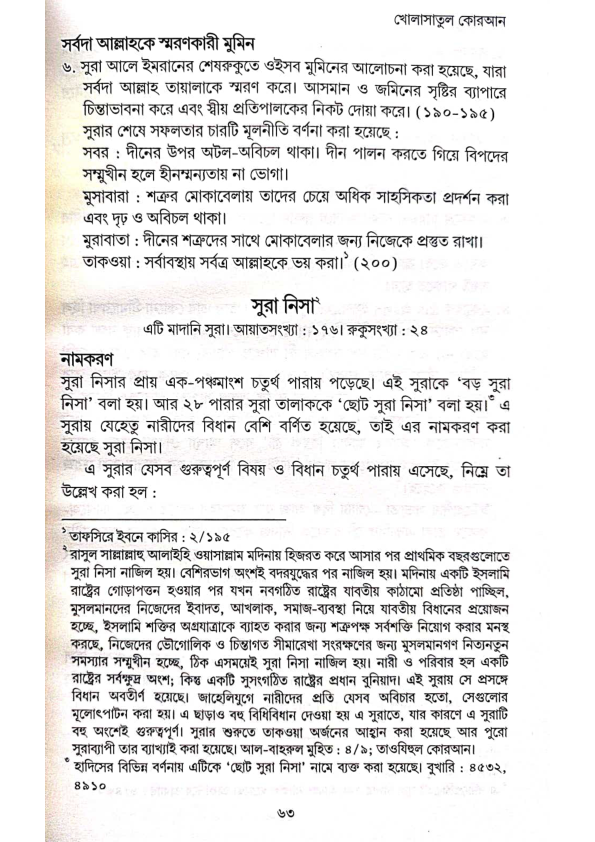 খোলাসাতুল কোরআন
সর্বদা আল্লাহকে স্মরণকারী মুমিন
৬. সুরা আলে ইমরানের শেষরুকুতে ওইসব মুমিনের আলোচনা করা হয়েছে, যারা
সর্বদা আল্লাহ তায়ালাকে স্মরণ করে। আসমান ও জমিনের সৃষ্টির ব্যাপারে
চিন্তাভাবনা করে এবং স্বীয় প্রতিপালকের নিকট দোয়া করে। (১৯০-১৯৫)
সুরার শেষে সফলতার চারটি মূলনীতি বর্ণনা করা হয়েছে :
সবর : দীনের উপর অটল-অবিচল থাকা। দীন পালন করতে গিয়ে বিপদের
সম্মুখীন হলে হীনম্মন্যতায় না ভোগা।
মুসাবারা : শত্রুর মোকাবেলায় তাদের চেয়ে অধিক সাহসিকতা প্রদর্শন করা
এবং দৃঢ় ও অবিচল থাকা।
মুরাবাতা : দীনের শত্রুদের সাথে মোকাবেলার জন্য নিজেকে প্রস্তুত রাখা।
তাকওয়া : সর্বাবস্থায় সর্বত্র আল্লাহকে ভয় করা।১ (২০০)
সুরা নিসা২
এটি মাদানি সুরা। আয়াতসংখ্যা : ১৭৬। রুকুসংখ্যা : ২৪
নামকরণ
সুরা নিসার প্রায় এক-পঞ্চমাংশ চতুর্থ পারায় পড়েছে। এই সুরাকে ‘বড় সুরা
নিসা’ বলা হয়। আর ২৮ পারার সুরা তালাককে ‘ছোট সুরা নিসা’ বলা হয়।৩ এ
সুরায় যেহেতু নারীদের বিধান বেশি বর্ণিত হয়েছে, তাই এর নামকরণ করা
হয়েছে সুরা নিসা।
এ সুরার যেসব গুরুত্বপূর্ণ বিষয় ও বিধান চতুর্থ পারায় এসেছে, নিম্নে তা
উল্লেখ করা হল :
১ তাফসিরে ইবনে কাসির : ২/১৯৫
২ রাসুল সাল্লাল্লাহু আলাইহি ওয়াসাল্লাম মদিনায় হিজরত করে আসার পর প্রাথমিক বছরগুলোতে
সুরা নিসা নাজিল হয়। বেশিরভাগ অংশই বদরযুদ্ধের পর নাজিল হয়। মদিনায় একটি ইসলামি
রাষ্ট্রের গোড়াপত্তন হওয়ার পর যখন নবগঠিত রাষ্ট্রের যাবতীয় কাঠামো প্রতিষ্ঠা পাচ্ছিল,
মুসলমানদের নিজেদের ইবাদত, আখলাক, সমাজ-ব্যবস্থা নিয়ে যাবতীয় বিধানের প্রয়োজন
হচ্ছে, ইসলামি শক্তির অগ্রযাত্রাকে ব্যাহত করার জন্য শত্রুপক্ষ সর্বশক্তি নিয়োগ করার মনস্থ
করছে, নিজেদের ভৌগোলিক ও চিন্তাগত সীমারেখা সংরক্ষণের জন্য মুসলমানগণ নিত্যনতুন
সমস্যার সম্মুখীন হচ্ছে, ঠিক এসময়েই সুরা নিসা নাজিল হয়। নারী ও পরিবার হল একটি
রাষ্ট্রের সর্বক্ষুদ্র অংশ; কিন্তু একটি সুসংগঠিত রাষ্ট্রের প্রধান বুনিয়াদ। এই সুরায় সে প্রসঙ্গে
বিধান অবতীর্ণ হয়েছে। জাহেলিযুগে নারীদের প্রতি যেসব অবিচার হতো, সেগুলোর
মূলোৎপাটন করা হয়। এ ছাড়াও বহু বিধিবিধান দেওয়া হয় এ সুরাতে, যার কারণে এ সুরাটি
বহু অংশেই গুরুত্বপূর্ণ। সুরার শুরুতে তাকওয়া অর্জনের আহ্বান করা হয়েছে আর পুরো
সুরাব্যাপী তার ব্যাখ্যাই করা হয়েছে। আল-বাহরুল মুহিত : ৪/৯; তাওযিহুল কোরআন।
৩ হাদিসের বিভিন্ন বর্ণনায় এটিকে ‘ছোট সুরা নিসা’ নামে ব্যক্ত করা হয়েছে। বুখারি : ৪৫৩২,
৪৯১০
৬৩